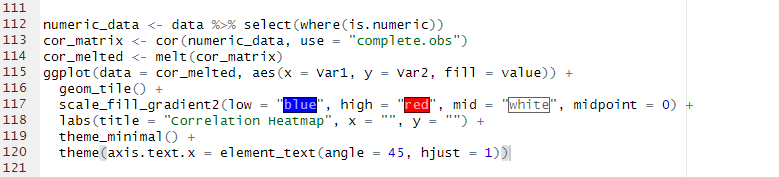 111
112 numeric_data <- data %>% select(where(is.numeric))
113 cor_matrix <- cor(numeric_data, use = "complete.obs")
114 cor_melted <- melt(cor_matrix)
115 ggplot(data = cor_melted, aes(x = Var1, y = Var2, fill = value)) +
116   geom_tile() +
117   scale_fill_gradient2(low = "blue", high = "red", mid = "white", midpoint = 0) +
118   labs(title = "Correlation Heatmap", x = "", y = "") +
119   theme_minimal() +
120   theme(axis.text.x = element_text(angle = 45, hjust = 1))
121